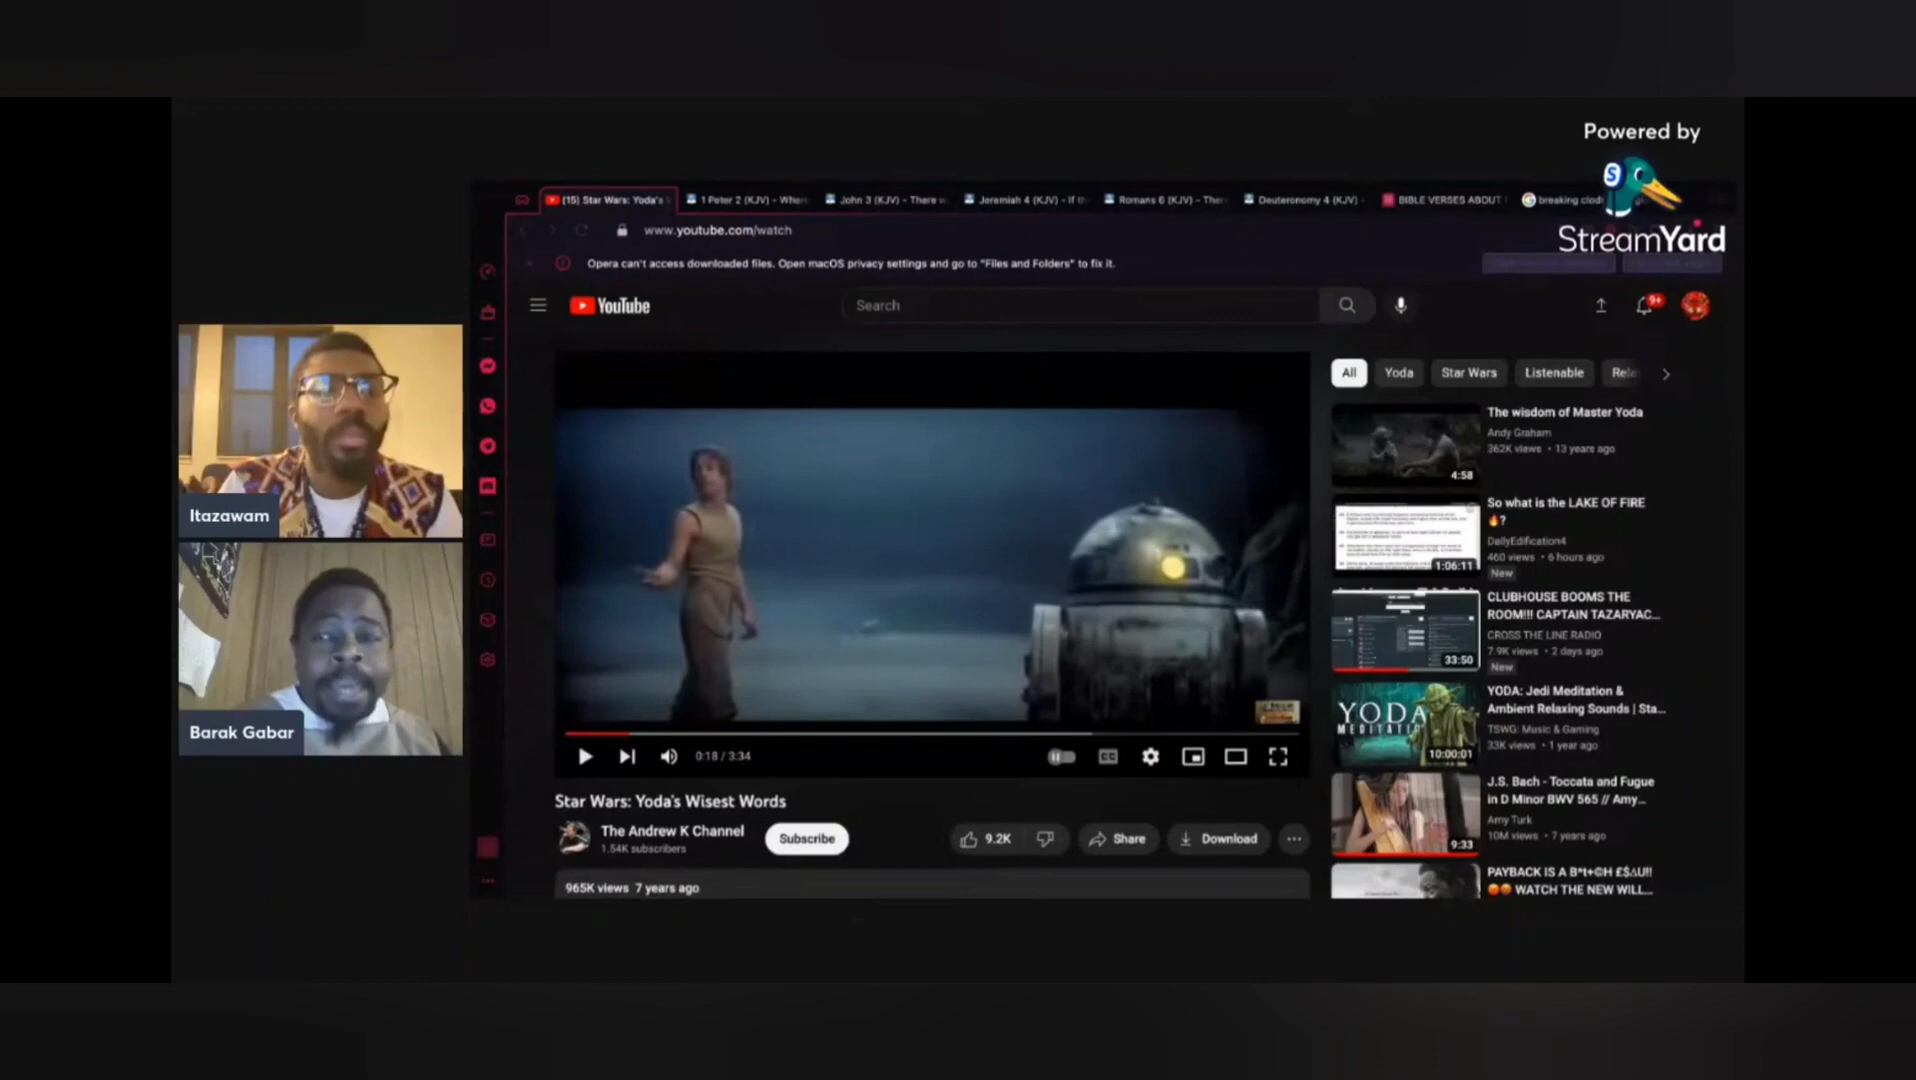 Powered by
StreamYard
(15) Star Wars: Yoda's
1 Peter 2 (KJV) - Where
John 3 (KJV) - There w
Jeremiah 4 (KJV) - If th
Romans 6 (KJV) - Ther
Deuteronomy 4 (KJV) -
BIBLE VERSES ABOUT
breaking clod
www.youtube.com/watch
Opera can't access downloaded files. Open macOS privacy settings and go to "Files and Folders" to fix it.
YouTube
Search
9+
All
Yoda
Star Wars
Listenable
Rela
The wisdom of Master Yoda
Andy Graham
362K views • 13 years ago
4:58
So what is the LAKE OF FIRE
🔥?
DailyEdification4
460 views • 6 hours ago
New
1:06:11
CLUBHOUSE BOOMS THE
ROOM!!! CAPTAIN TAZARYAC...
CROSS THE LINE RADIO
7.9K views • 2 days ago
New
33:50
YODA: Jedi Meditation &
Ambient Relaxing Sounds | Sta...
TSWG: Music & Gaming
33K views • 1 year ago
YODA
MEDITATI
10:00:01
J.S. Bach - Toccata and Fugue
in D Minor BWV 565 // Amy...
Amy Turk
10M views • 7 years ago
9:33
PAYBACK IS A B*t+©H £$∆U!!
😡😡 WATCH THE NEW WILL...
Itazawam
Barak Gabar
0:18 / 3:34
CC
Star Wars: Yoda's Wisest Words
The Andrew K Channel
1.54K subscribers
Subscribe
9.2K
Share
Download
965K views 7 years ago